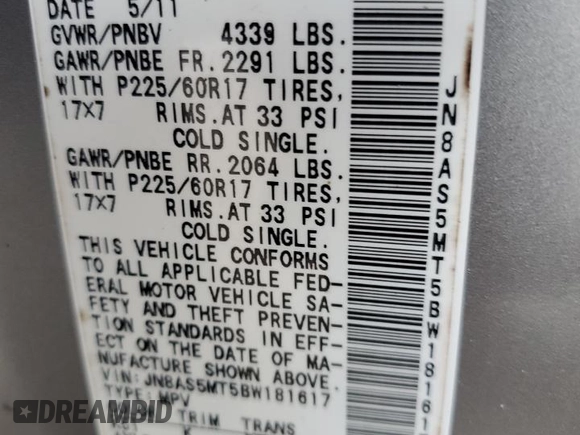 DATE 5/11
GVWR/PNBV 4339 LBS.
GAWR/PNBE FR. 2291 LBS.
WITH P225/60R17 TIRES,
17X7 RIMS. AT 33 PSI
COLD SINGLE.
GAWR/PNBE RR. 2064 LBS.
WITH P225/60R17 TIRES,
17X7 RIMS. AT 33 PSI
COLD SINGLE.
THIS VEHICLE CONFORMS
TO ALL APPLICABLE FED-
ERAL MOTOR VEHICLE SA-
FETY AND THEFT PREVEN-
TION STANDARDS IN EFF-
ECT ON THE DATE OF MA-
NUFACTURE SHOWN ABOVE.
VIN: JN8AS5MT5BW181617
TYPE: MPV
TRIM TRANS
JN8AS5MT5BW1816
DREAMBID